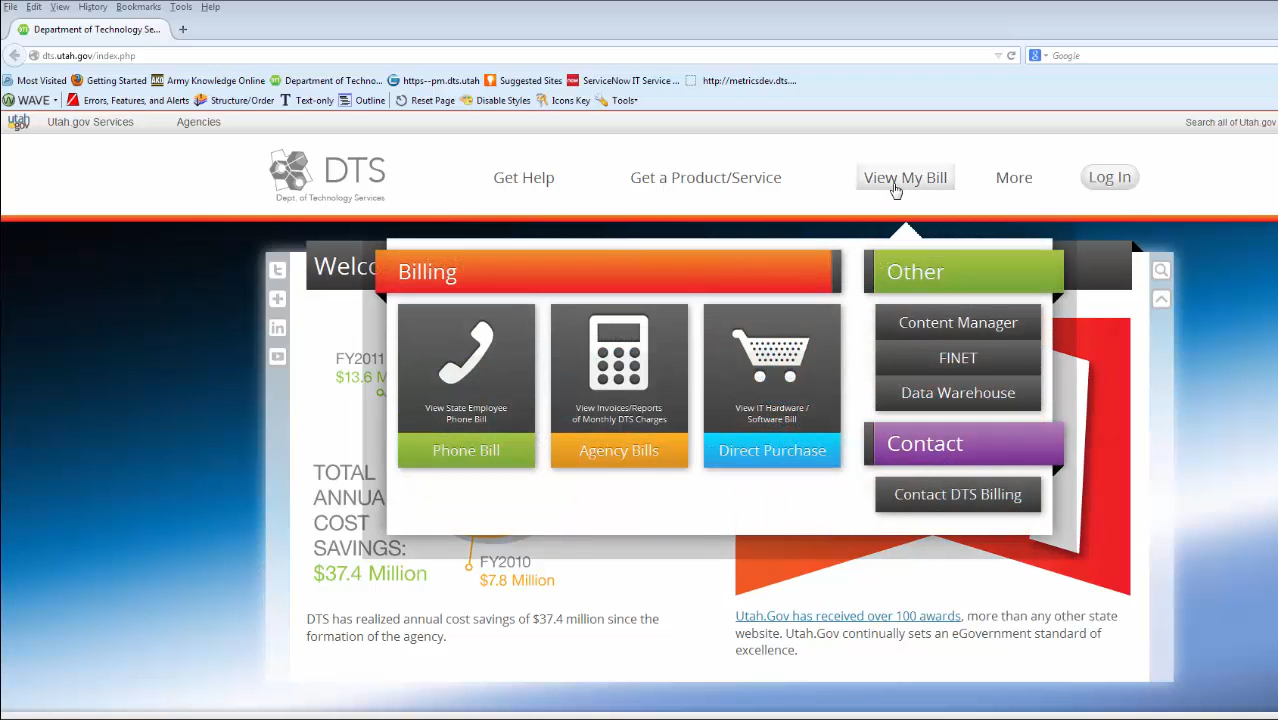 File Edit View History Bookmarks Tools Help
Department of Technology Se...
dts.utah.gov/index.php
Google
Most Visited Getting Started Army Knowledge Online Department of Techno... https--pm.dts.utah Suggested Sites ServiceNow IT Service ... http://metricsdev.dts....
WAVE Errors, Features, and Alerts Structure/Order Text-only Outline Reset Page Disable Styles Icons Key Tools
utah gov Utah.gov Services Agencies Search all of Utah.gov
DTS
Dept. of Technology Services
Get Help Get a Product/Service View My Bill More Log In
Welc
Billing
Other
View State Employee
Phone Bill
Phone Bill
View Invoices/Reports
of Monthly DTS Charges
Agency Bills
View IT Hardware /
Software Bill
Direct Purchase
Content Manager
FINET
Data Warehouse
Contact
Contact DTS Billing
FY2011
$13.6 M
TOTAL
ANNUA
COST
SAVINGS:
$37.4 Million
FY2010
$7.8 Million
DTS has realized annual cost savings of $37.4 million since the
formation of the agency.
Utah.Gov has received over 100 awards, more than any other state
website. Utah.Gov continually sets an eGovernment standard of
excellence.